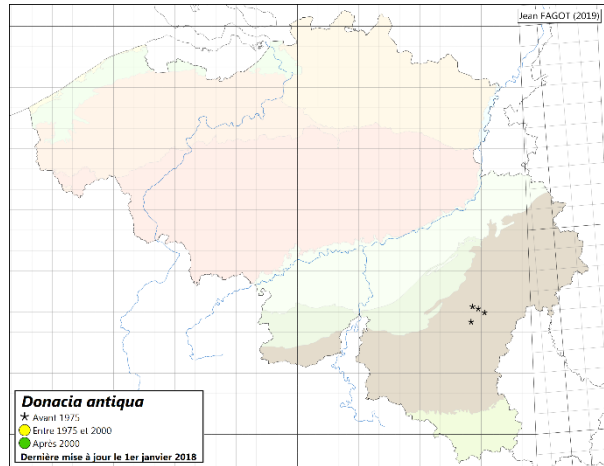 Jean FAGOT (2019)
Donacia antiqua
Avant 1975
Entre 1975 et 2000
Après 2000
Dernière mise à jour le 1er janvier 2018